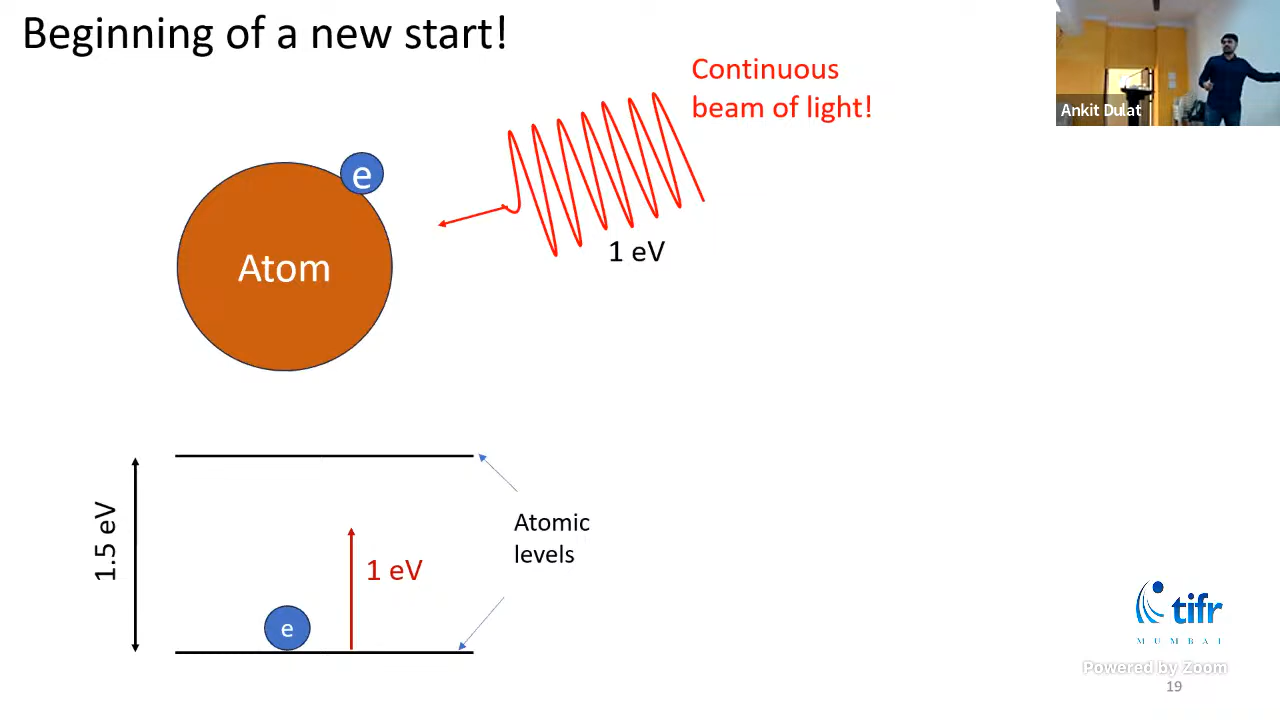 Beginning of a new start!
Continuous
beam of light!
Ankit Dulat
e
1 eV
Atom
1.5 eV
Atomic
levels
1 eV
e
tifr
MUMBAI
Powered by Zoom
19